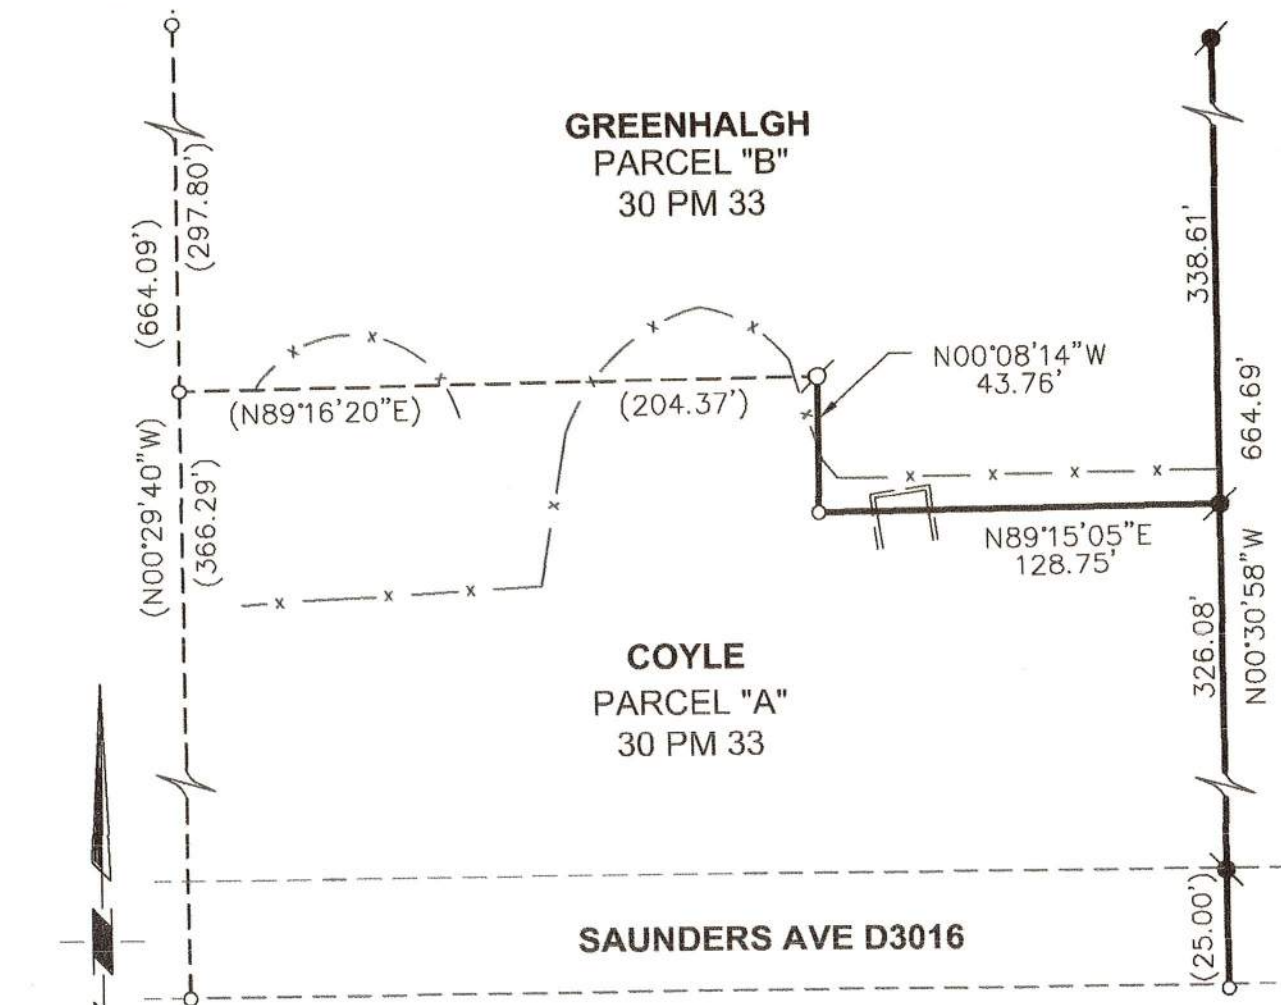 GREENHALGH
PARCEL "B"
30 PM 33
(297.80')
(664.09')
338.61'
N00°08'14"W
43.76'
664.69'
(N89°16'20"E)
(204.37')
(N00°29'40"W)
(366.29')
N89°15'05"E
128.75'
326.08'
N00°30'58"W
COYLE
PARCEL "A"
30 PM 33
SAUNDERS AVE D3016
(25.00')